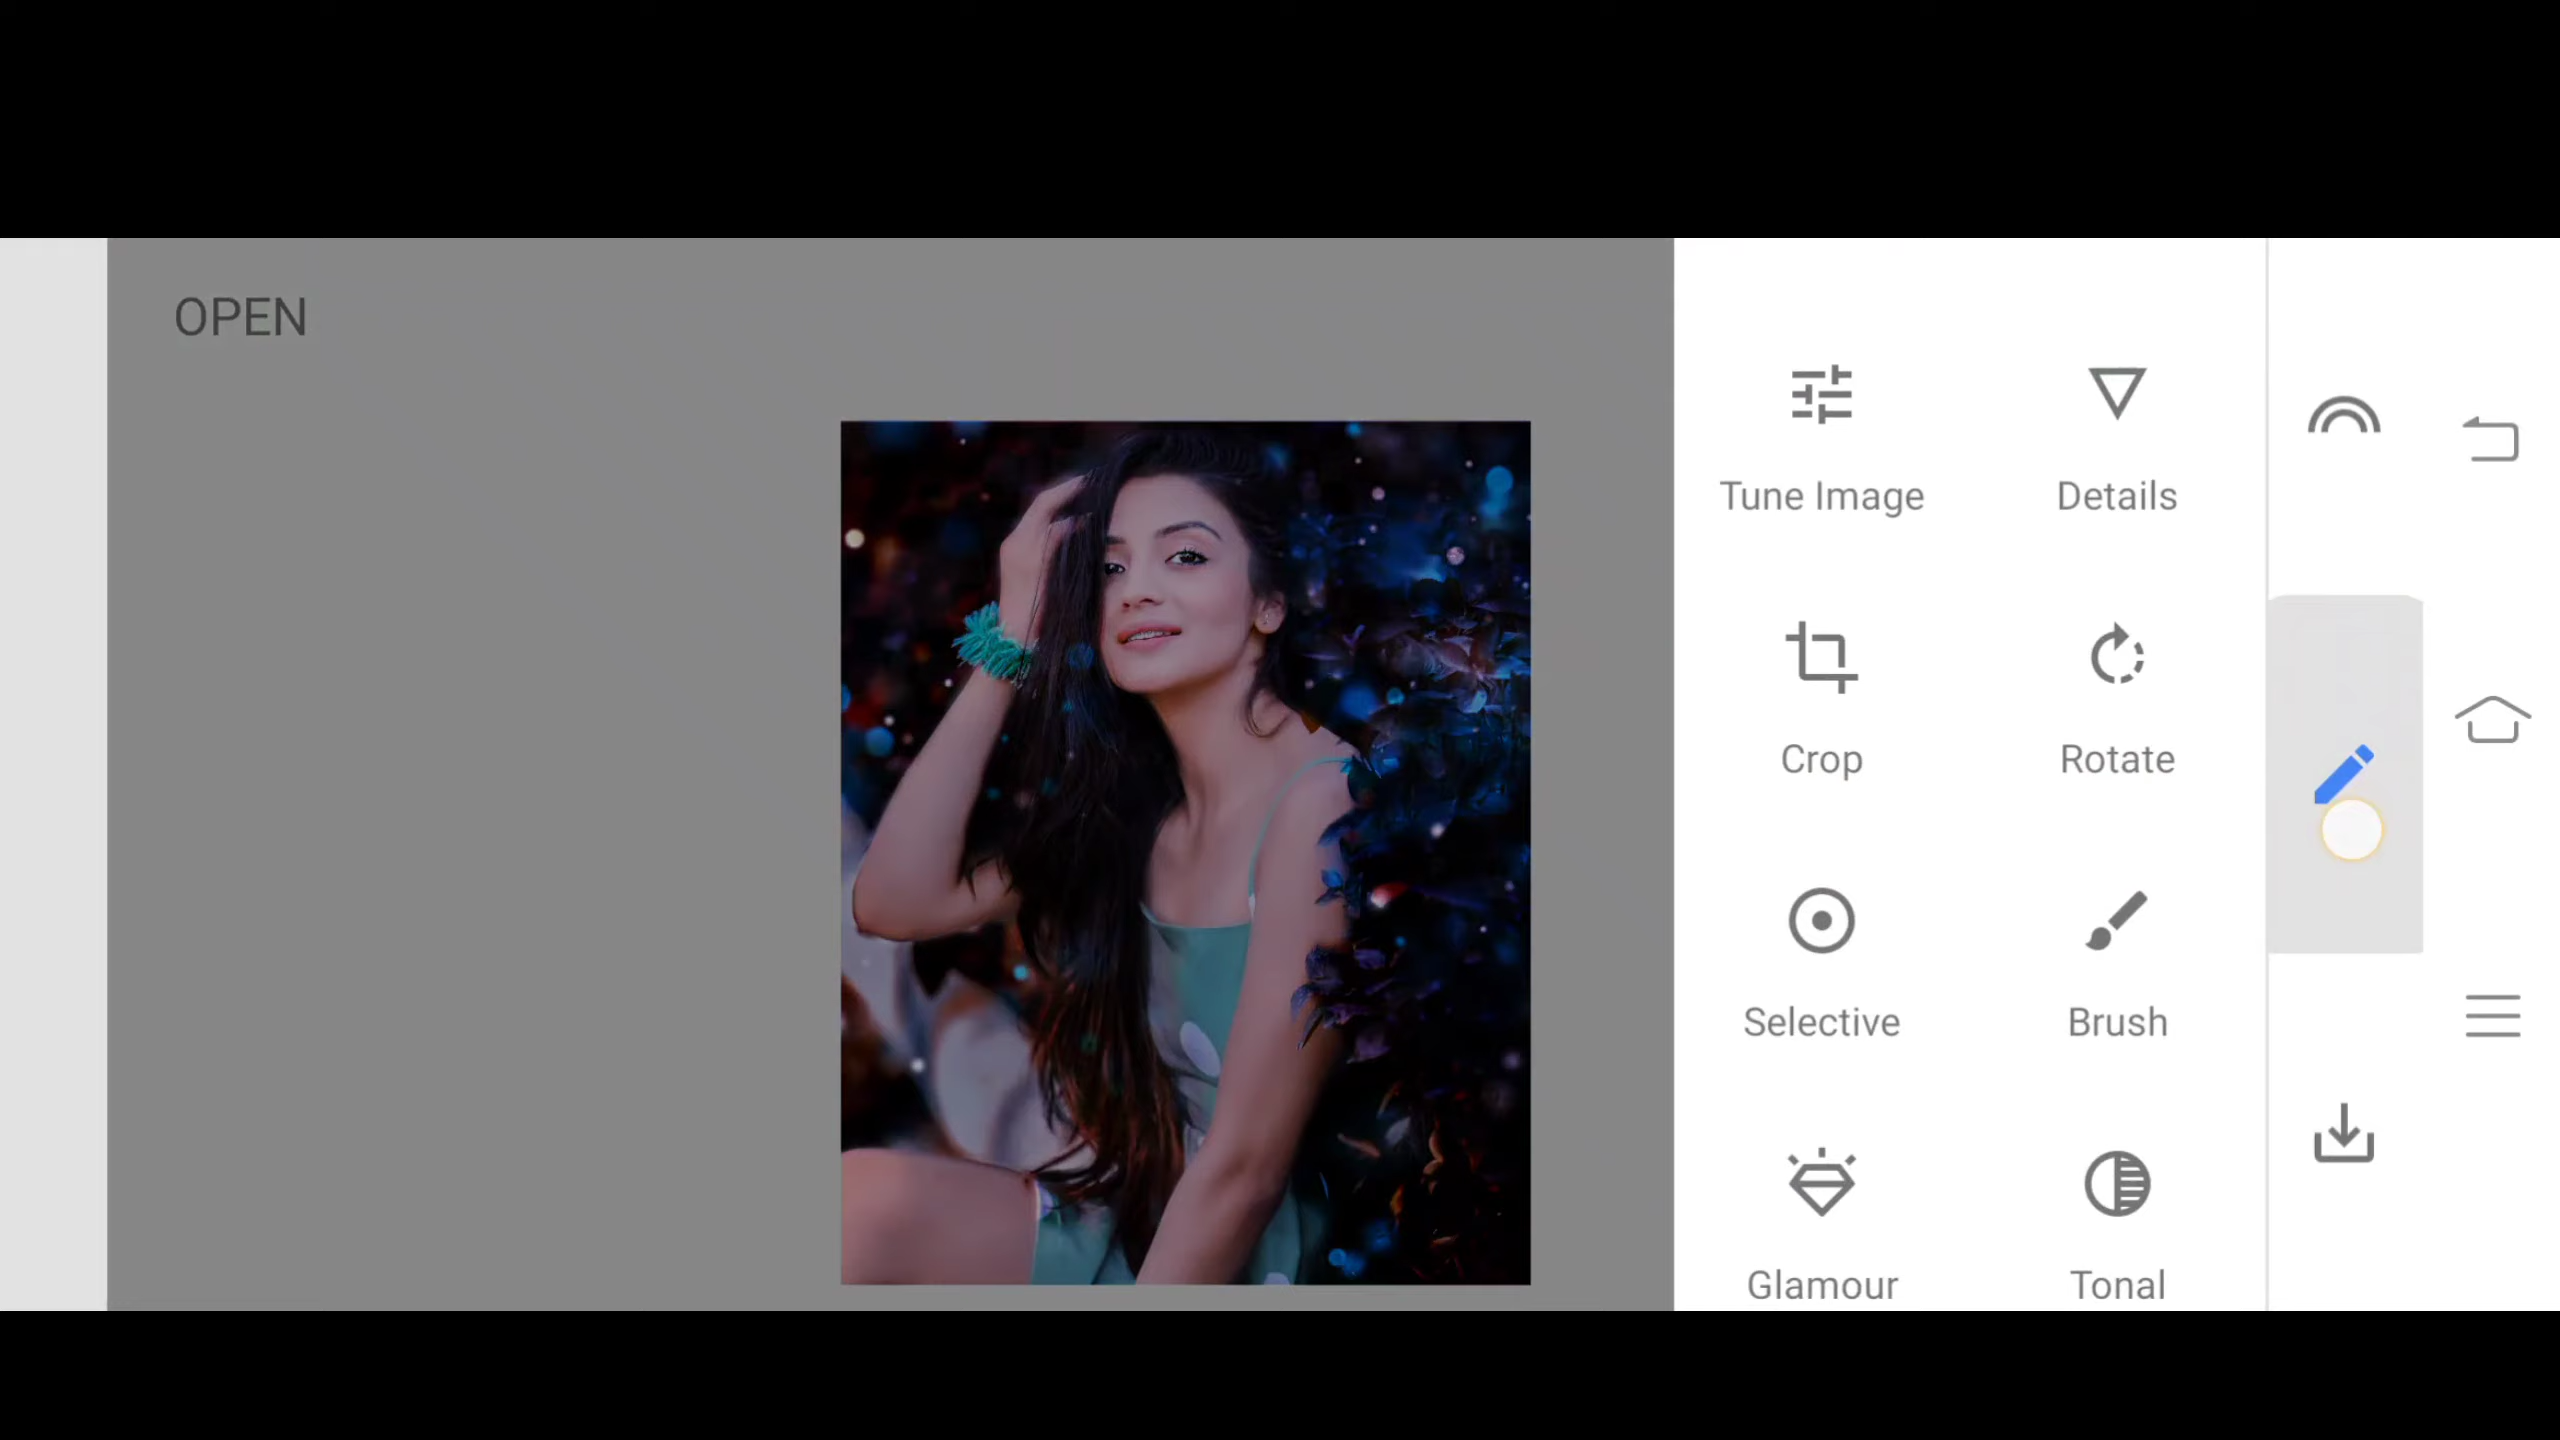 OPEN
Tune Image
Details
Crop
Rotate
Selective
Brush
Glamour
Tonal